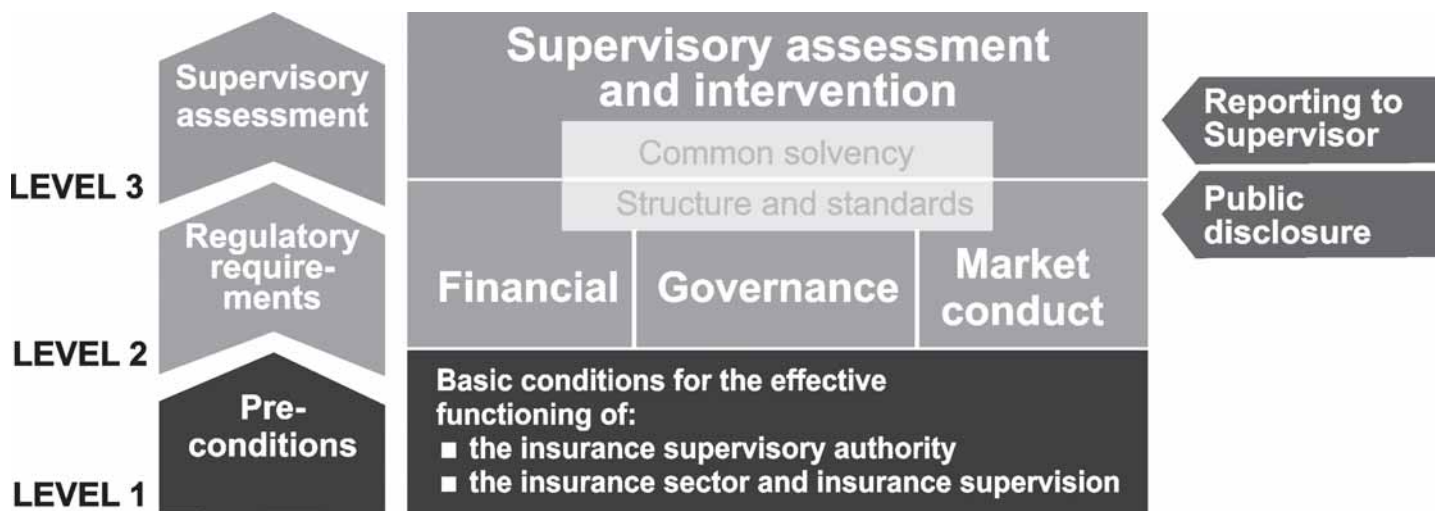 Supervisory
assessment
LEVEL 3
Regulatory
require-
ments
LEVEL 2
Pre-
conditions
LEVEL 1
Supervisory assessment
and intervention
Common solvency
Structure and standards
Financial
Governance
Market
conduct
Basic conditions for the effective
functioning of:
■ the insurance supervisory authority
■ the insurance sector and insurance supervision
Reporting to
Supervisor
Public
disclosure